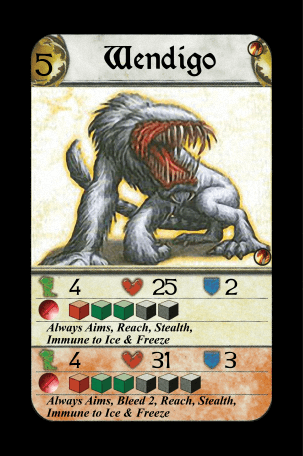 Wendigo
5
4 25 2
Always Aims, Reach, Stealth,
Immune to Ice & Freeze
4 31 3
Always Aims, Bleed 2, Reach, Stealth,
Immune to Ice & Freeze